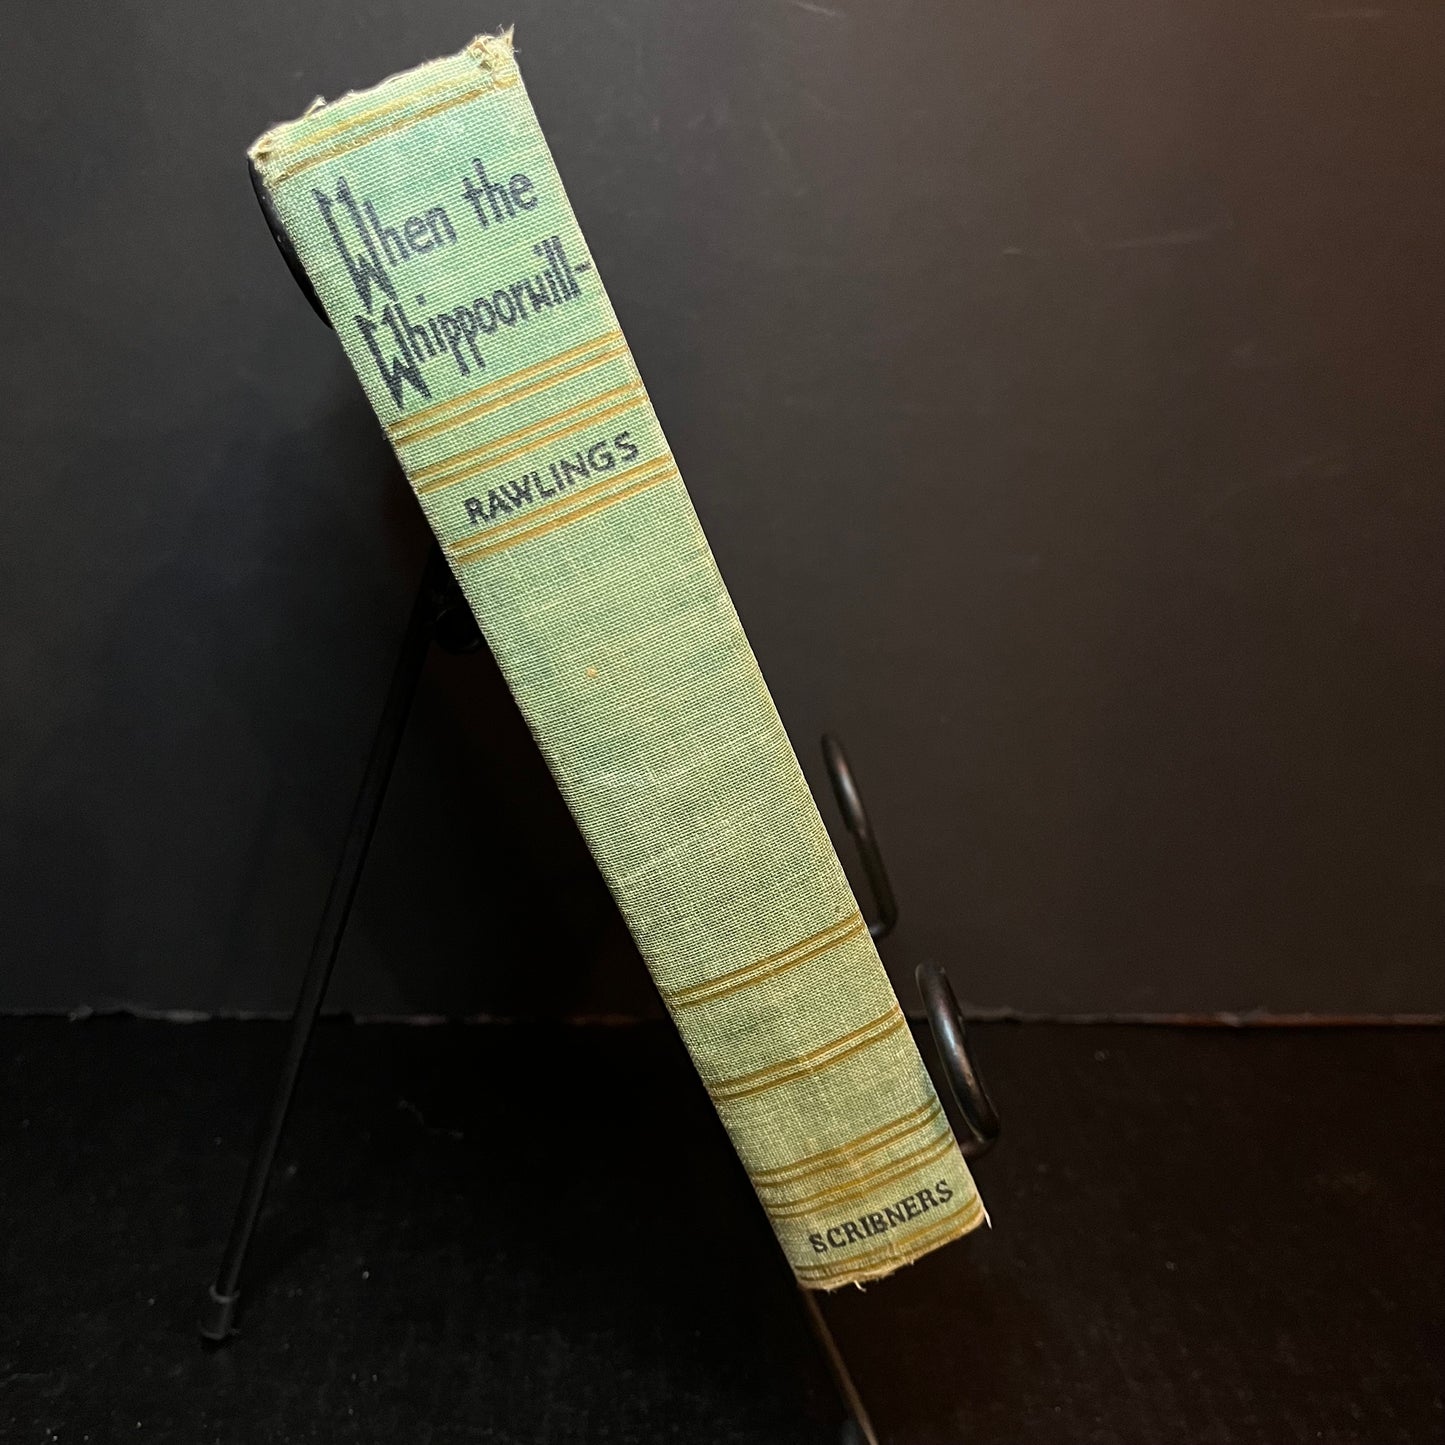 When the
Whippoorwill-
RAWLINGS
SCRIBNERS